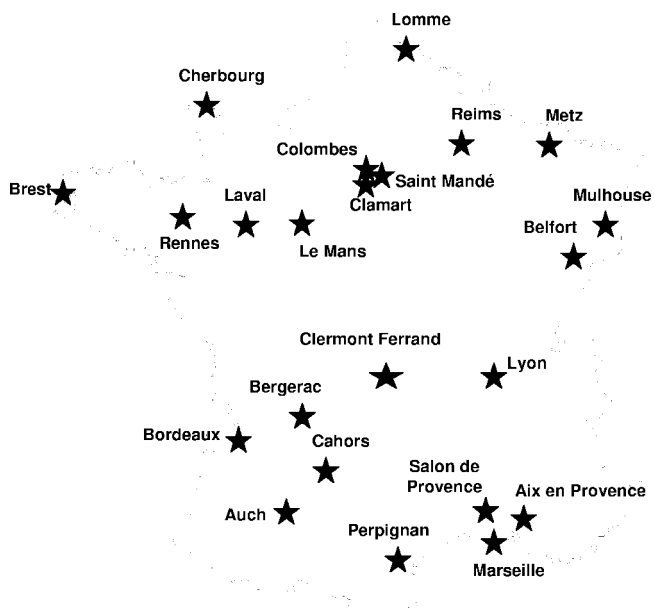 Lomme
Cherbourg
Reims
Metz
Colombes
Saint Mandé
Brest
Laval
Clamart
Mulhouse
Rennes
Le Mans
Belfort
Clermont Ferrand
Lyon
Bergerac
Bordeaux
Cahors
Salon de
Provence
Aix en Provence
Auch
Perpignan
Marseille